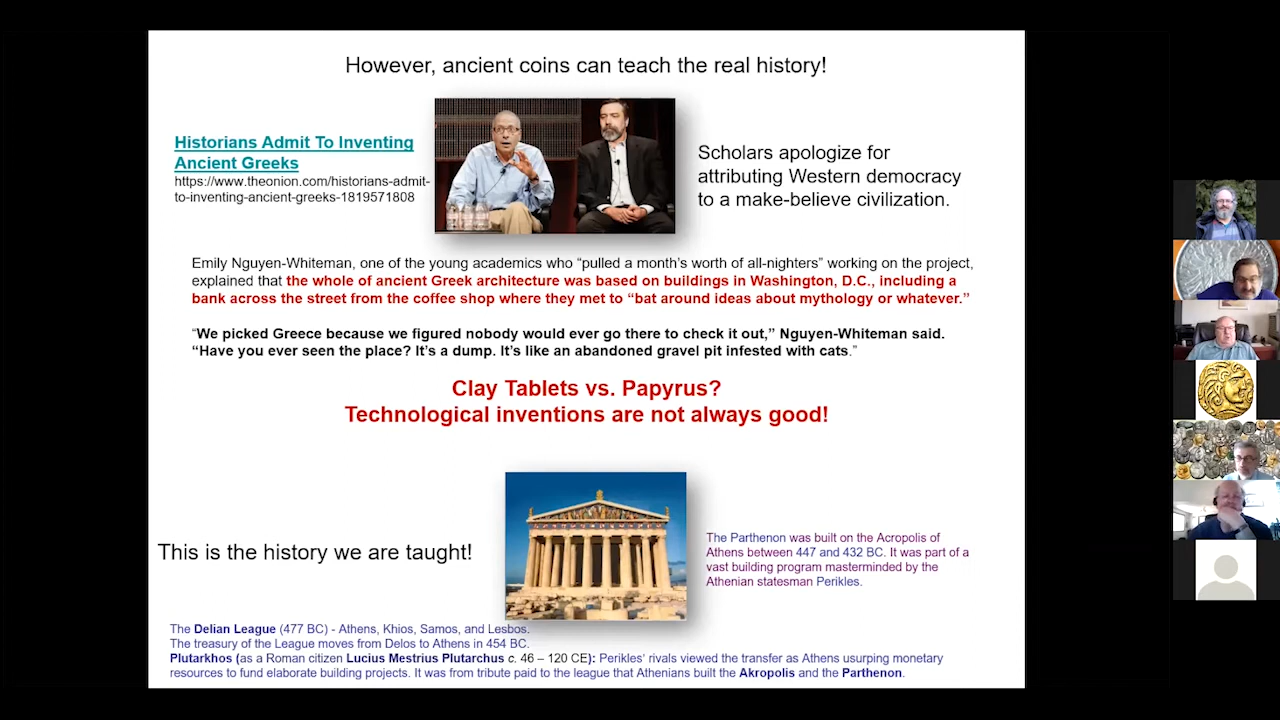 However, ancient coins can teach the real history!
Historians Admit To Inventing
Ancient Greeks
https://www.theonion.com/historians-admit-
to-inventing-ancient-greeks-1819571808
Scholars apologize for
attributing Western democracy
to a make-believe civilization.
Emily Nguyen-Whiteman, one of the young academics who “pulled a month’s worth of all-nighters” working on the project,
explained that the whole of ancient Greek architecture was based on buildings in Washington, D.C., including a
bank across the street from the coffee shop where they met to “bat around ideas about mythology or whatever.”
“We picked Greece because we figured nobody would ever go there to check it out,” Nguyen-Whiteman said.
“Have you ever seen the place? It’s a dump. It’s like an abandoned gravel pit infested with cats.”
Clay Tablets vs. Papyrus?
Technological inventions are not always good!
This is the history we are taught!
The Parthenon was built on the Acropolis of
Athens between 447 and 432 BC. It was part of a
vast building program masterminded by the
Athenian statesman Perikles.
The Delian League (477 BC) - Athens, Khios, Samos, and Lesbos.
The treasury of the League moves from Delos to Athens in 454 BC.
Plutarkhos (as a Roman citizen Lucius Mestrius Plutarchus c. 46 – 120 CE): Perikles’ rivals viewed the transfer as Athens usurping monetary
resources to fund elaborate building projects. It was from tribute paid to the league that Athenians built the Akropolis and the Parthenon.